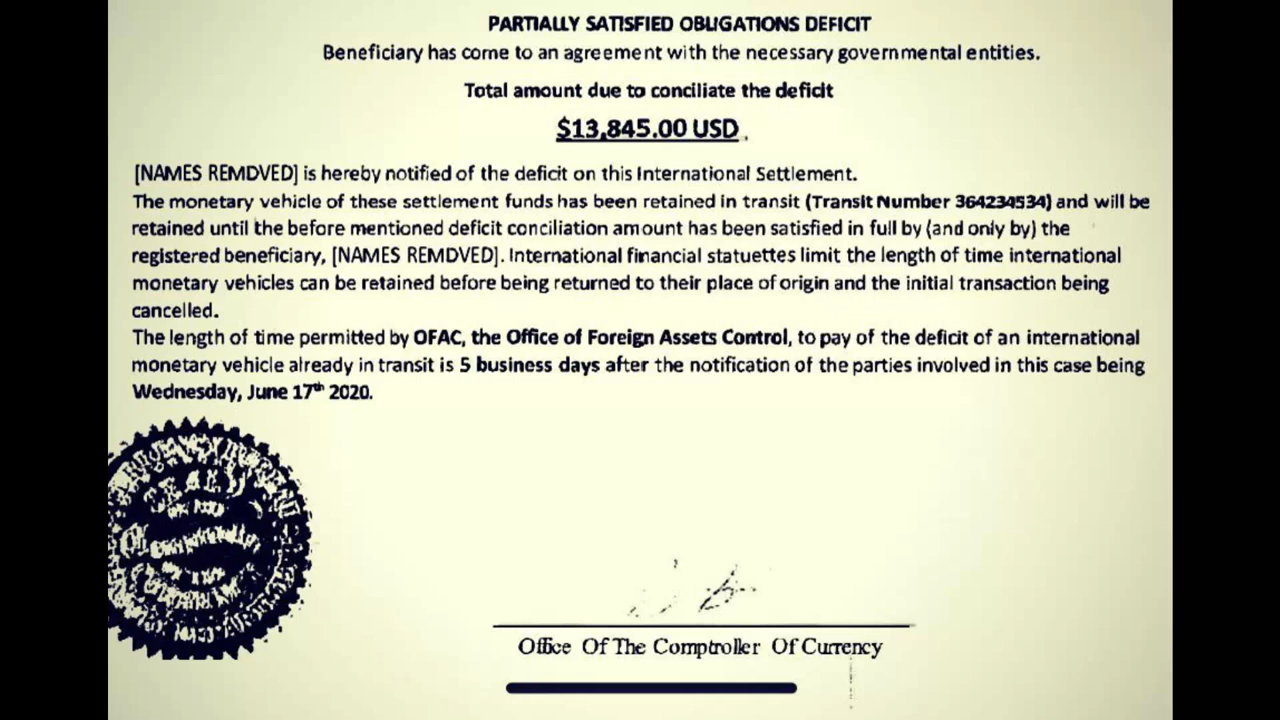 PARTIALLY SATISFIED OBLIGATIONS DEFICIT
Beneficiary has come to an agreement with the necessary governmental entities.
Total amount due to conciliate the deficit
$13,845.00 USD.
[NAMES REMDVED] is hereby notified of the deficit on this International Settlement.
The monetary vehicle of these settlement funds has been retained in transit (Transit Number 364234534) and will be
retained until the before mentioned deficit conciliation amount has been satisfied in full by (and only by) the
registered beneficiary, [NAMES REMDVED]. International financial statuettes limit the length of time international
monetary vehicles can be retained before being returned to their place of origin and the initial transaction being
cancelled.
The length of time permitted by OFAC, the Office of Foreign Assets Control, to pay of the deficit of an international
monetary vehicle already in transit is 5 business days after the notification of the parties involved in this case being
Wednesday, June 17th 2020.
Office Of The Comptroller Of Currency